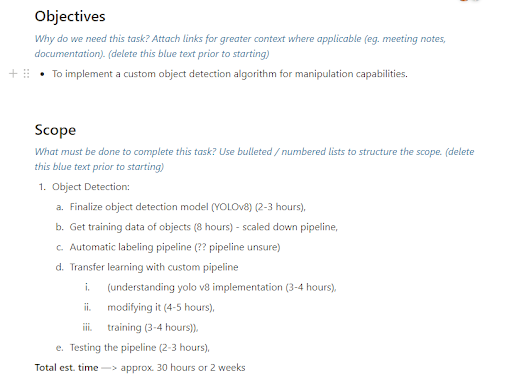 Objectives
Why do we need this task? Attach links for greater context where applicable (eg. meeting notes,
documentation). (delete this blue text prior to starting)
• To implement a custom object detection algorithm for manipulation capabilities.
Scope
What must be done to complete this task? Use bulleted / numbered lists to structure the scope. (delete
this blue text prior to starting)
1. Object Detection:
a. Finalize object detection model (YOLOv8) (2-3 hours),
b. Get training data of objects (8 hours) - scaled down pipeline,
c. Automatic labeling pipeline (?? pipeline unsure)
d. Transfer learning with custom pipeline
i. (understanding yolo v8 implementation (3-4 hours),
ii. modifying it (4-5 hours),
iii. training (3-4 hours)),
e. Testing the pipeline (2-3 hours),
Total est. time —> approx. 30 hours or 2 weeks